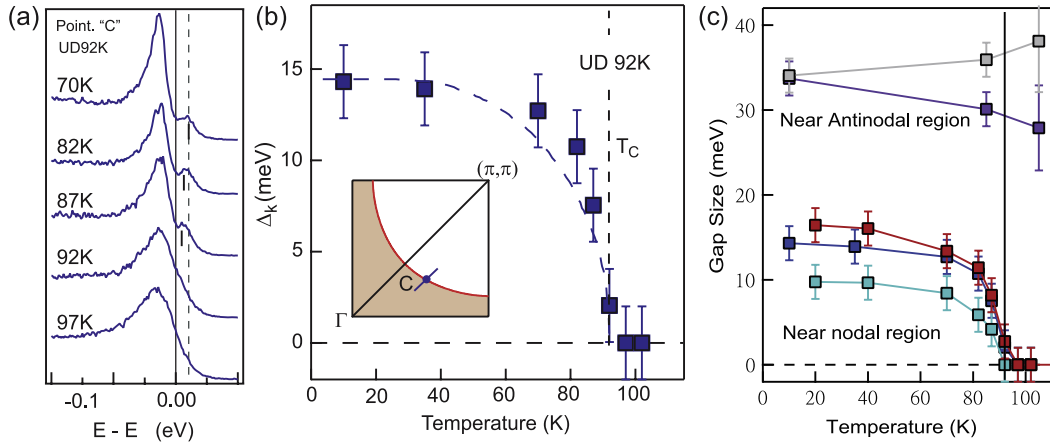 (a)
Point. “C”
UD92K
70K
82K
87K
92K
97K
-0.1
0.00
E - E (eV)
(b)
UD 92K
T_C
(π,π)
C
Γ
15
10
5
0
Δ_k(meV)
0
20
40
60
80
100
Temperature (K)
(c)
Near Antinodal region
Near nodal region
40
30
20
10
0
Gap Size (meV)
0
20
40
60
80
100
Temperature (K)